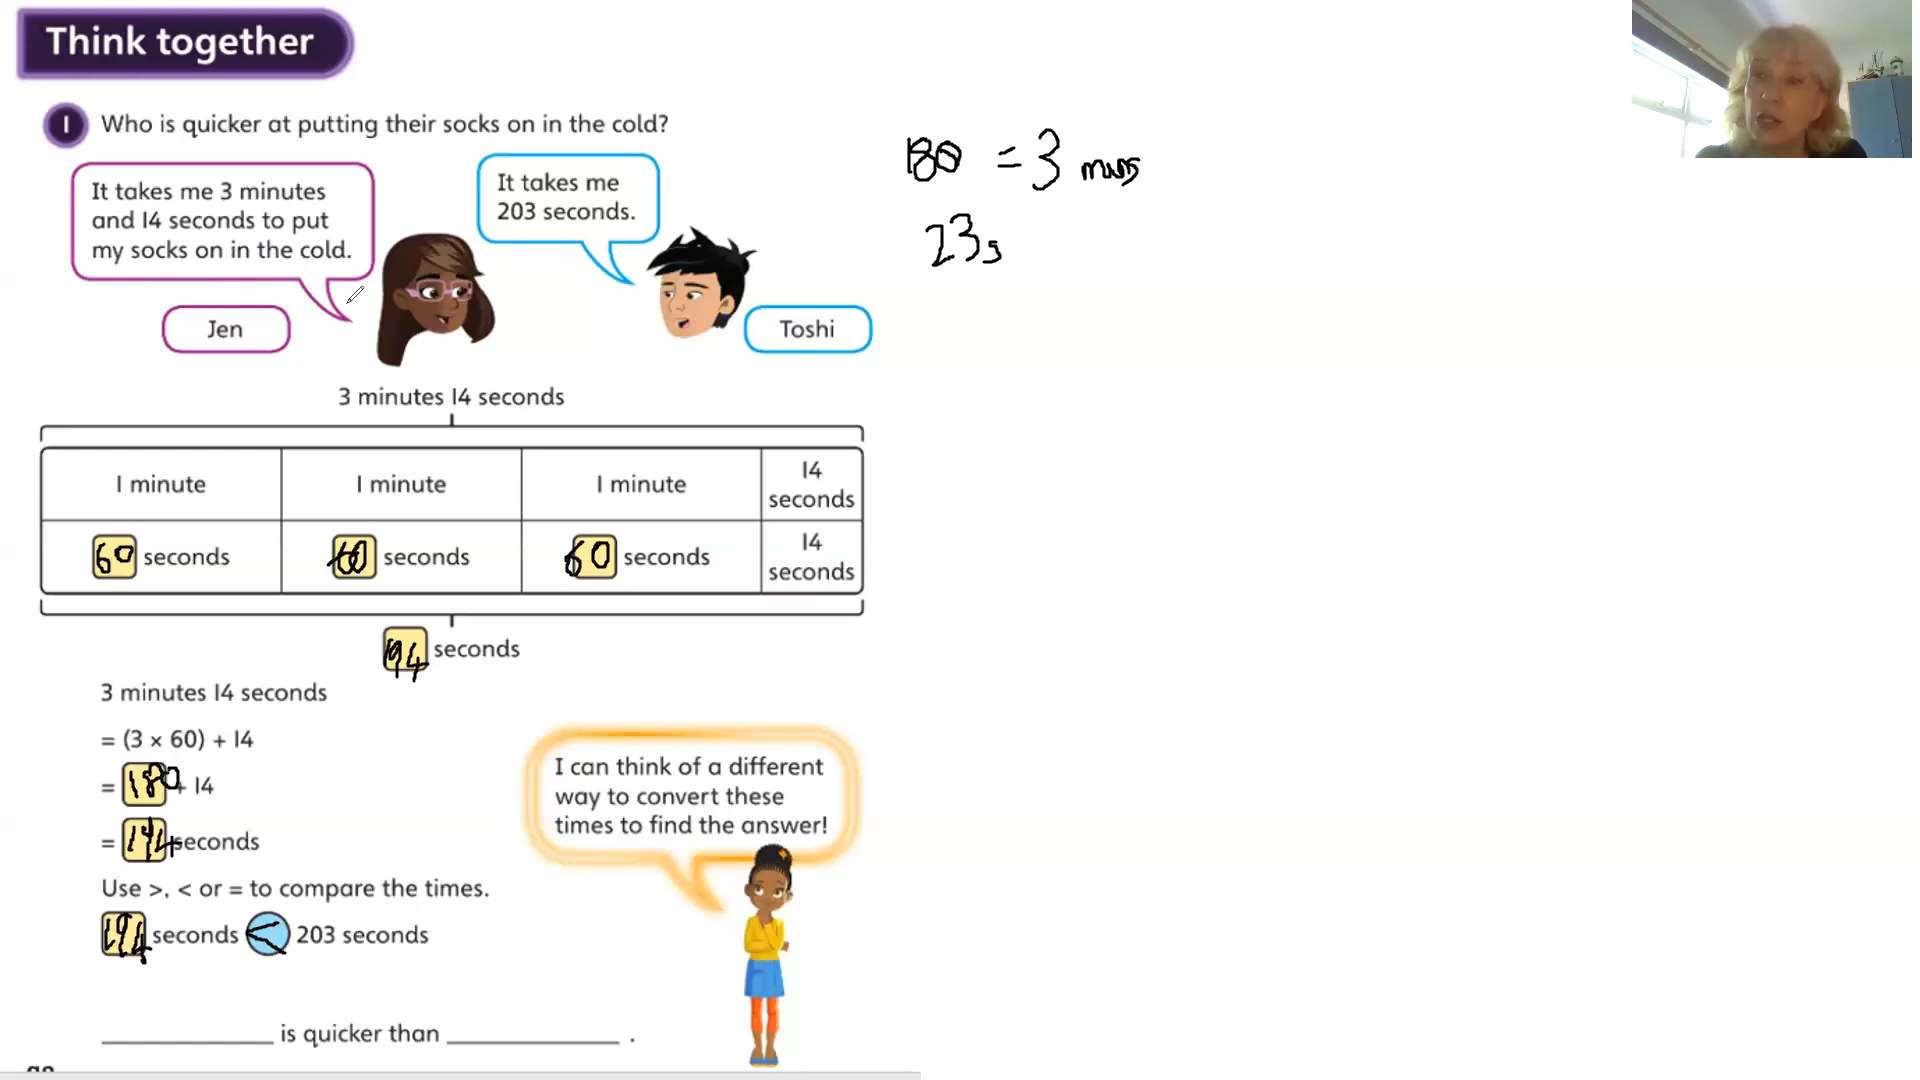 Think together
1 Who is quicker at putting their socks on in the cold?
It takes me 3 minutes
and 14 seconds to put
my socks on in the cold.
It takes me
203 seconds.
Jen
Toshi
180 = 3 mins
23s
3 minutes 14 seconds
1 minute 1 minute 1 minute 14 seconds
60 seconds 60 seconds 60 seconds 14 seconds
194 seconds
3 minutes 14 seconds
= (3 × 60) + 14
= 180 + 14
= 194 seconds
I can think of a different
way to convert these
times to find the answer!
Use >, < or = to compare the times.
194 seconds < 203 seconds
is quicker than .